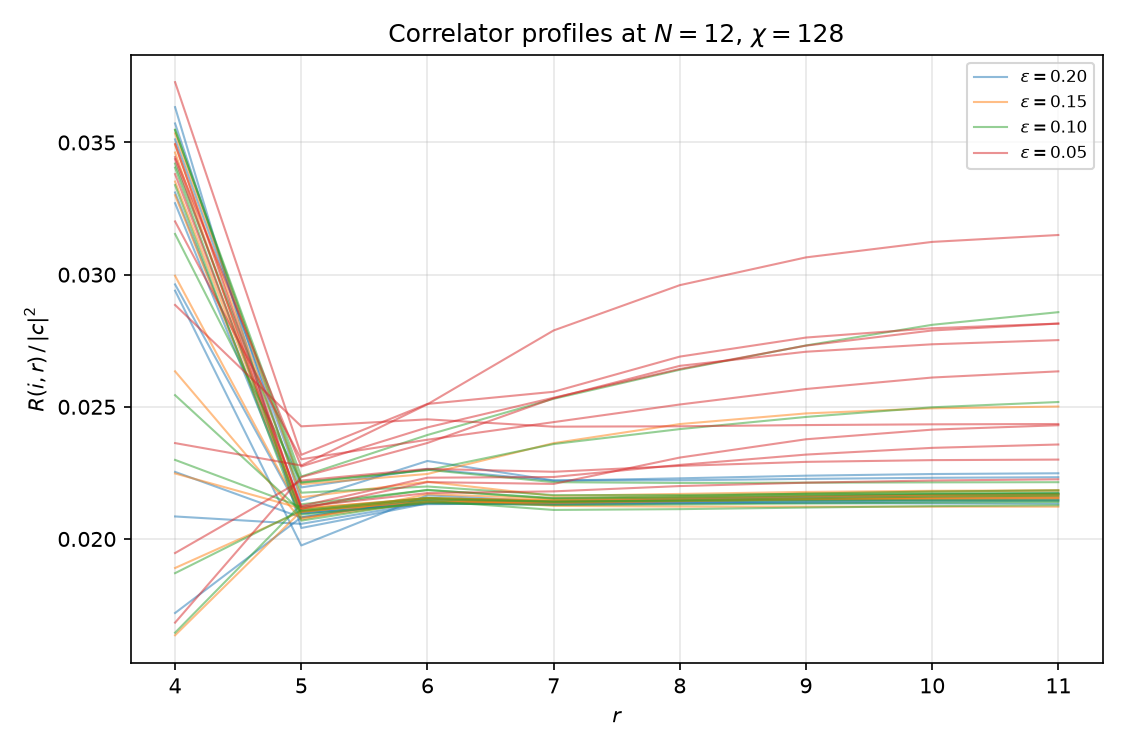 Correlator profiles at N = 12, χ = 128
R(i, r) / |c|²
0.035
0.030
0.025
0.020
ε = 0.20
ε = 0.15
ε = 0.10
ε = 0.05
4 5 6 7 8 9 10 11
r